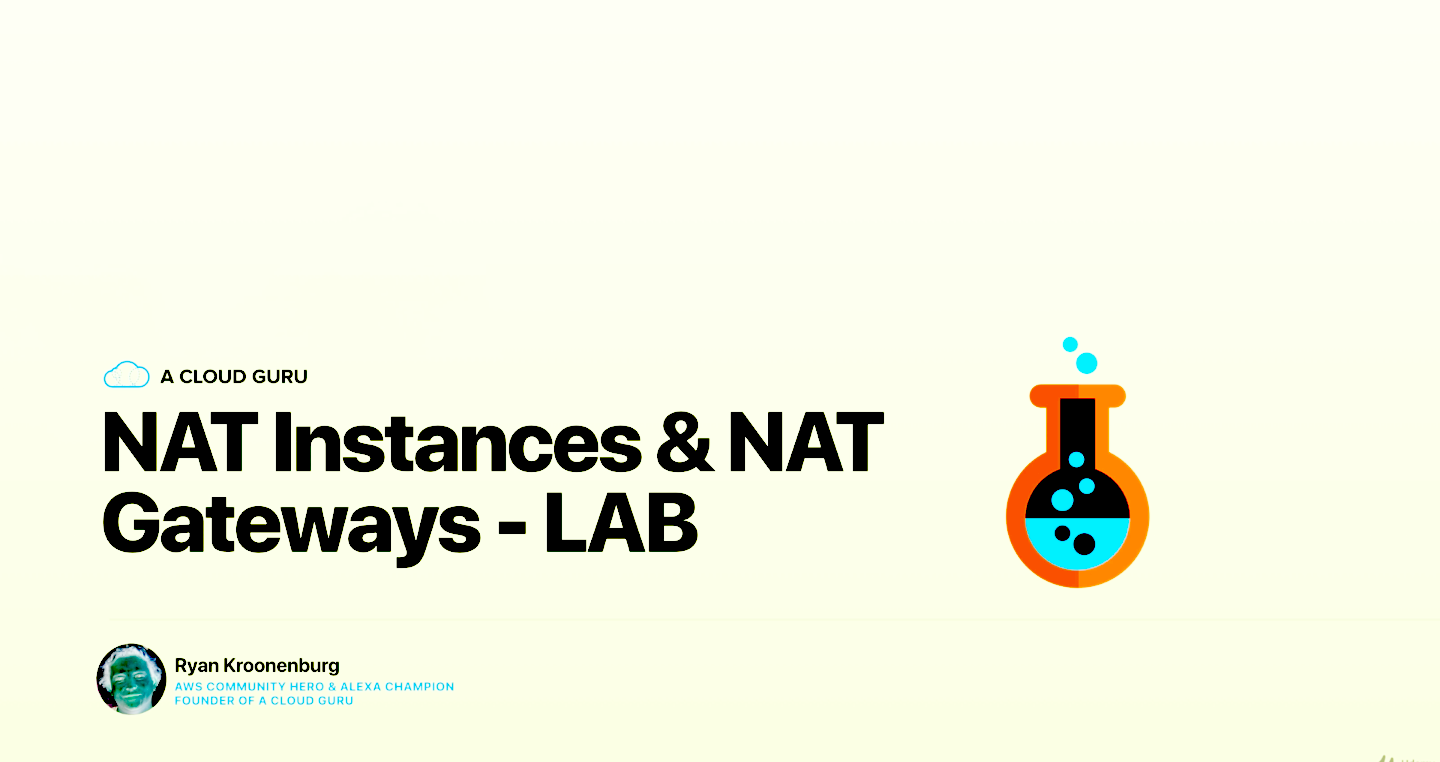 A CLOUD GURU
NAT Instances & NAT
Gateways - LAB
Ryan Kroonenburg
AWS COMMUNITY HERO & ALEXA CHAMPION
FOUNDER OF A CLOUD GURU